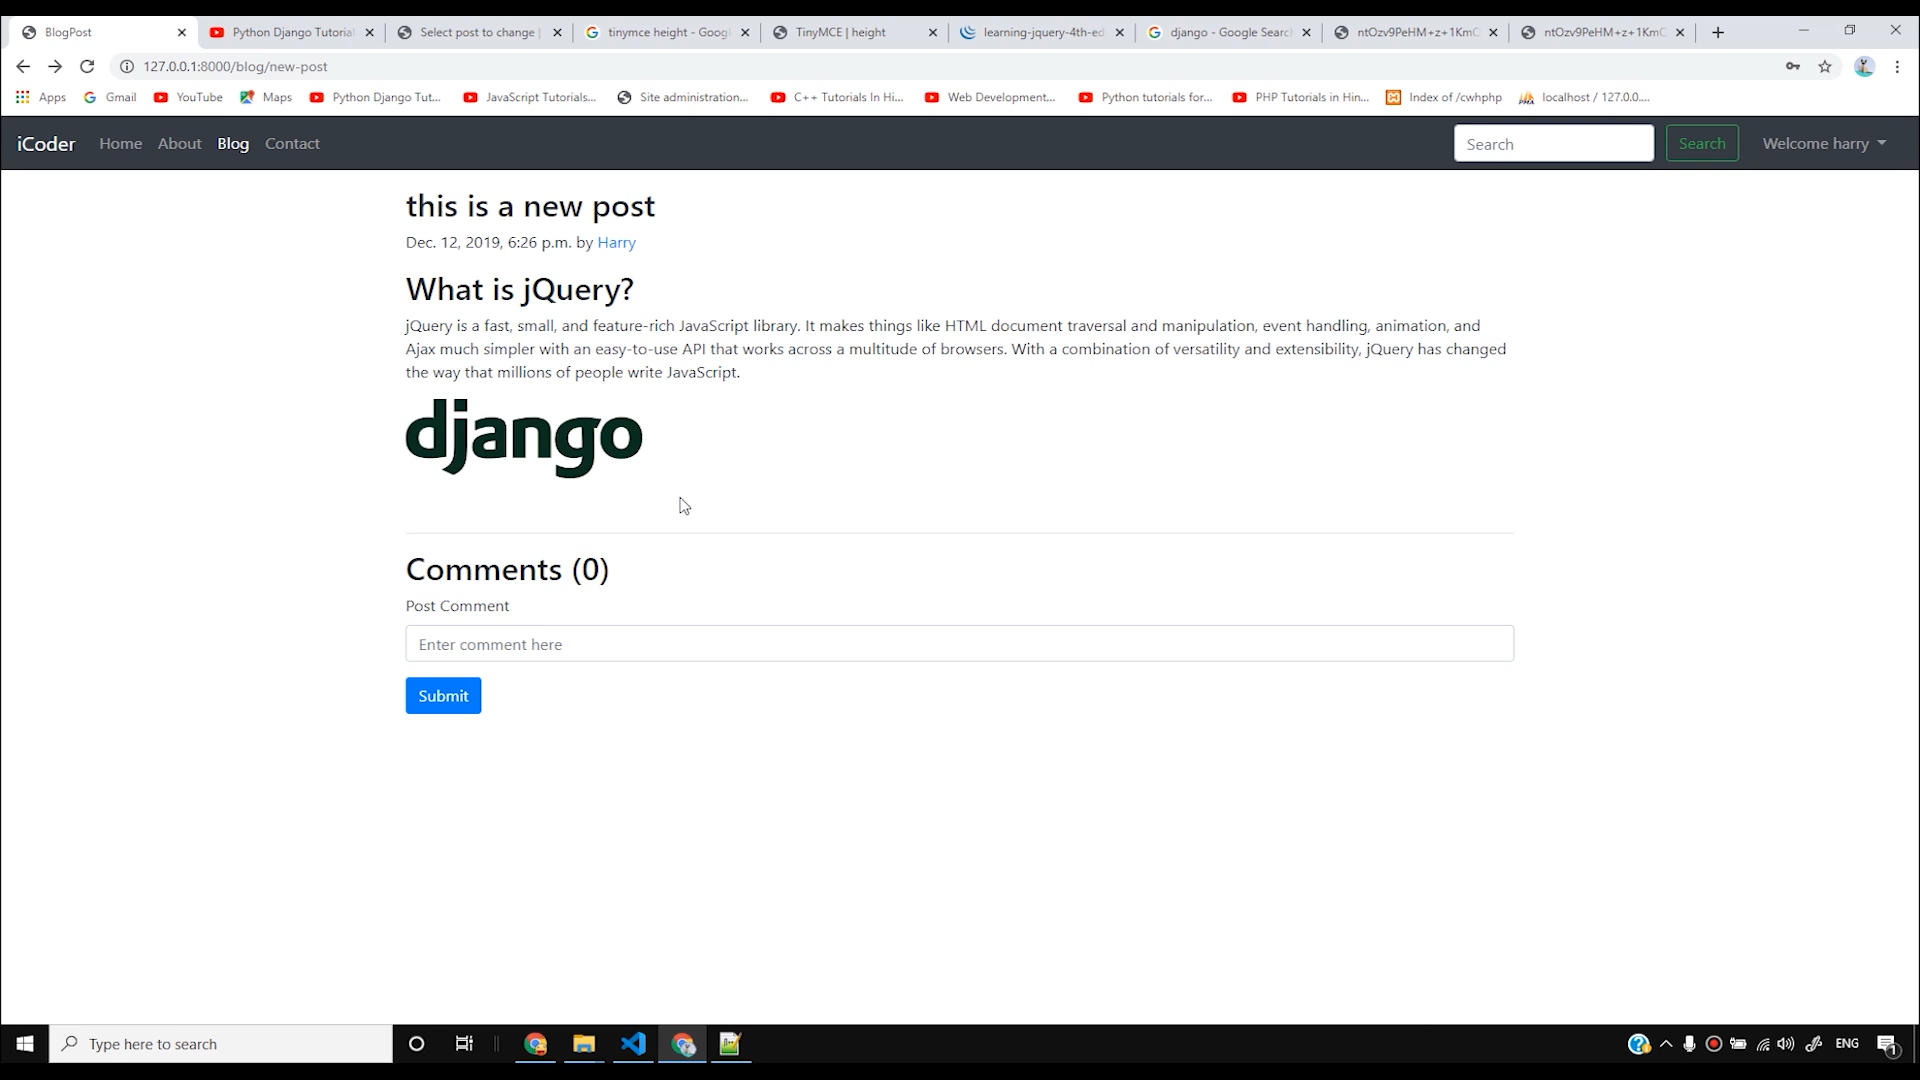 BlogPost
Python Django Tutorial
Select post to change |
tinymce height - Googl
TinyMCE | height
learning-jquery-4th-ed
django - Google Search
ntOzv9PeHM+z+1KmC
ntOzv9PeHM+z+1KmC
127.0.0.1:8000/blog/new-post
Apps
Gmail
YouTube
Maps
Python Django Tut...
JavaScript Tutorials...
Site administration...
C++ Tutorials In Hi...
Web Development...
Python tutorials for...
PHP Tutorials in Hin...
Index of /cwhphp
localhost / 127.0.0....
iCoder Home About Blog Contact
Search
Search
Welcome harry
this is a new post
Dec. 12, 2019, 6:26 p.m. by Harry
What is jQuery?
jQuery is a fast, small, and feature-rich JavaScript library. It makes things like HTML document traversal and manipulation, event handling, animation, and
Ajax much simpler with an easy-to-use API that works across a multitude of browsers. With a combination of versatility and extensibility, jQuery has changed
the way that millions of people write JavaScript.
django
Comments (0)
Post Comment
Enter comment here
Submit
Type here to search
ENG
1